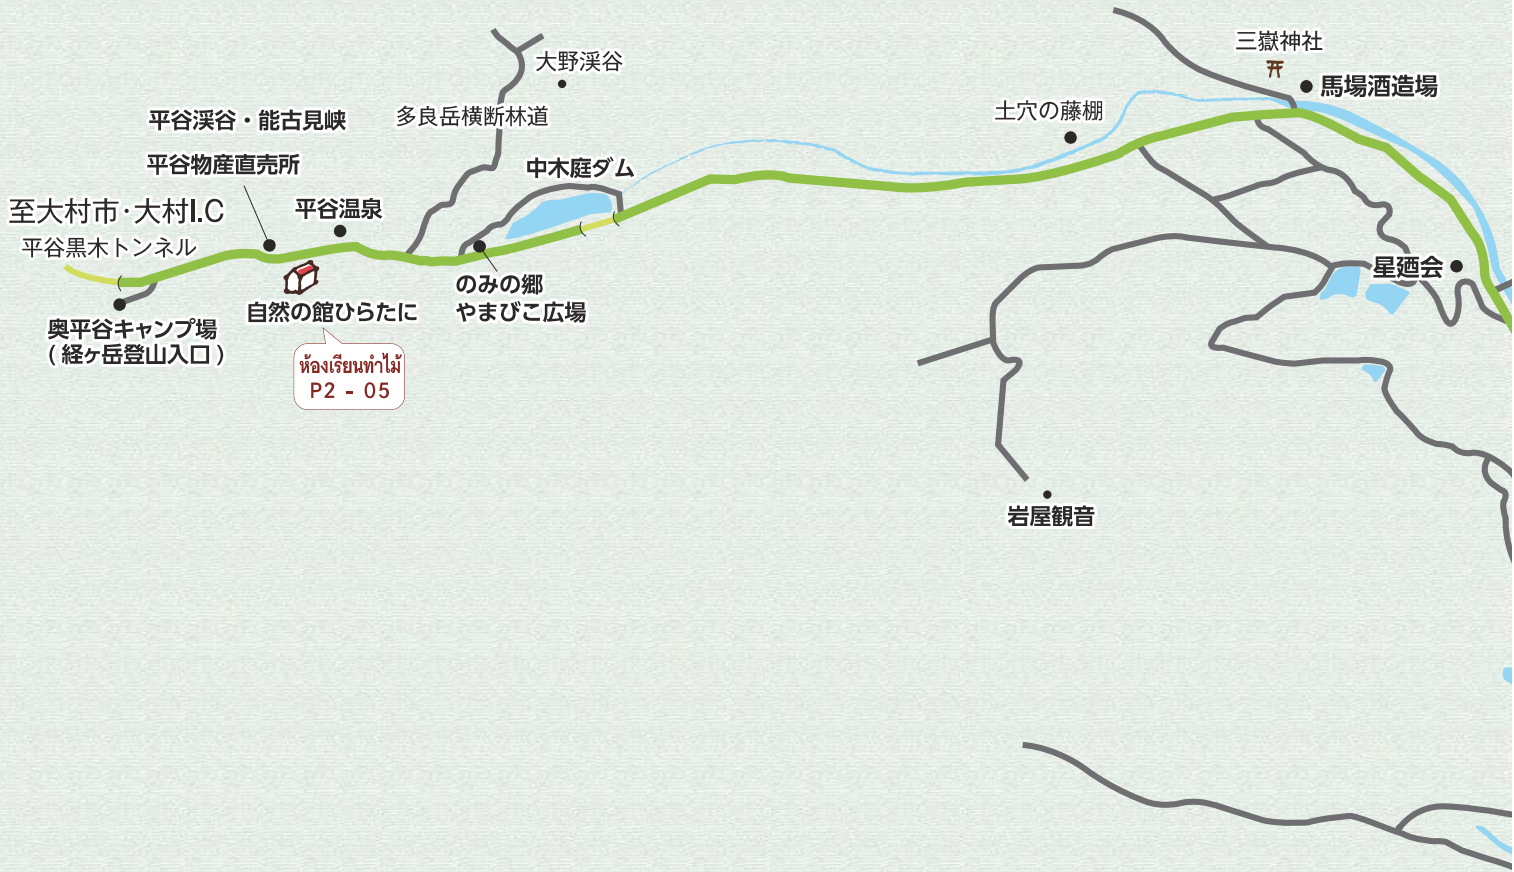 三嶽神社
大野渓谷
馬場酒造場
土穴の藤棚
多良岳横断林道
平谷渓谷・能古見峡
平谷物産直売所
中木庭ダム
至大村市・大村I.C
平谷温泉
平谷黒木トンネル
星廻会
のみの郷
やまびこ広場
自然の館ひらたに
奥平谷キャンプ場
(経ヶ岳登山入口)
ห้องเรียนทำไม้
P2 - 05
岩屋観音